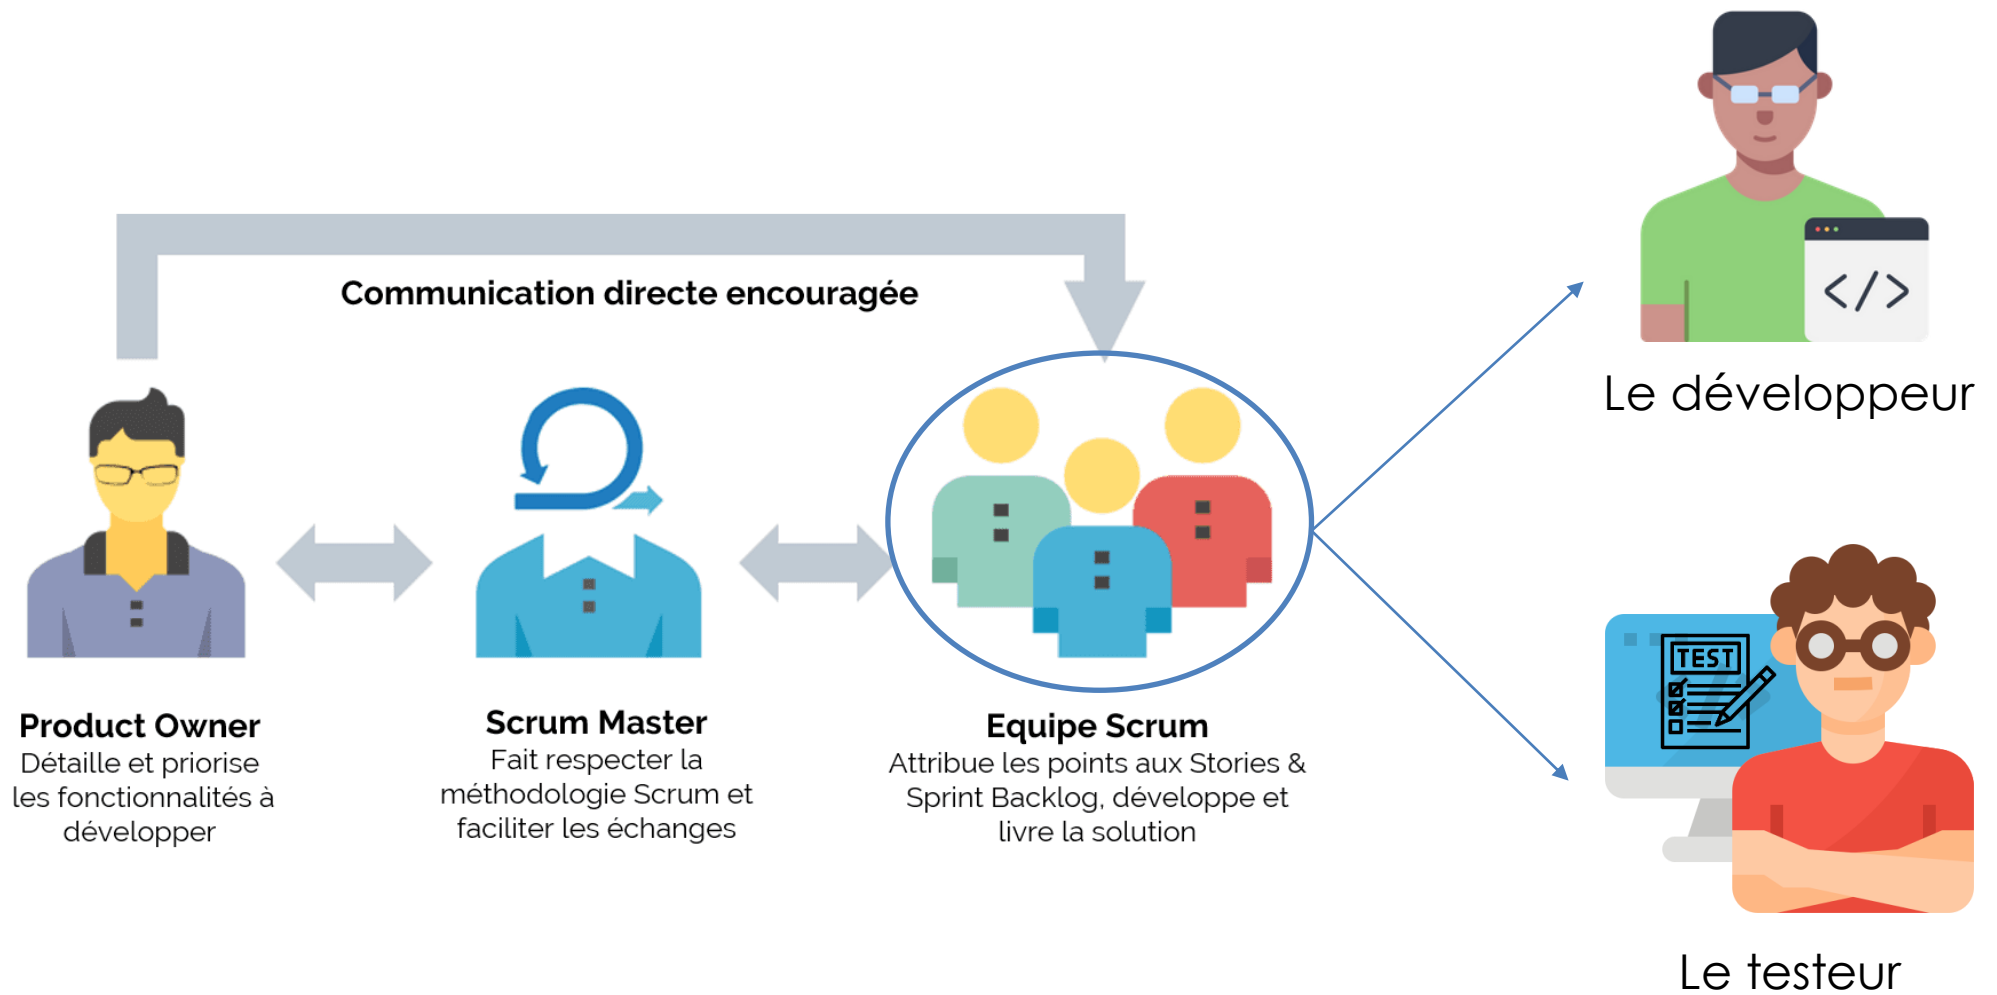 Communication directe encouragée
Product Owner
Détaille et priorise
les fonctionnalités à
développer
Scrum Master
Fait respecter la
méthodologie Scrum et
faciliter les échanges
Equipe Scrum
Attribue les points aux Stories &
Sprint Backlog, développe et
livre la solution
</>
Le développeur
TEST
Le testeur